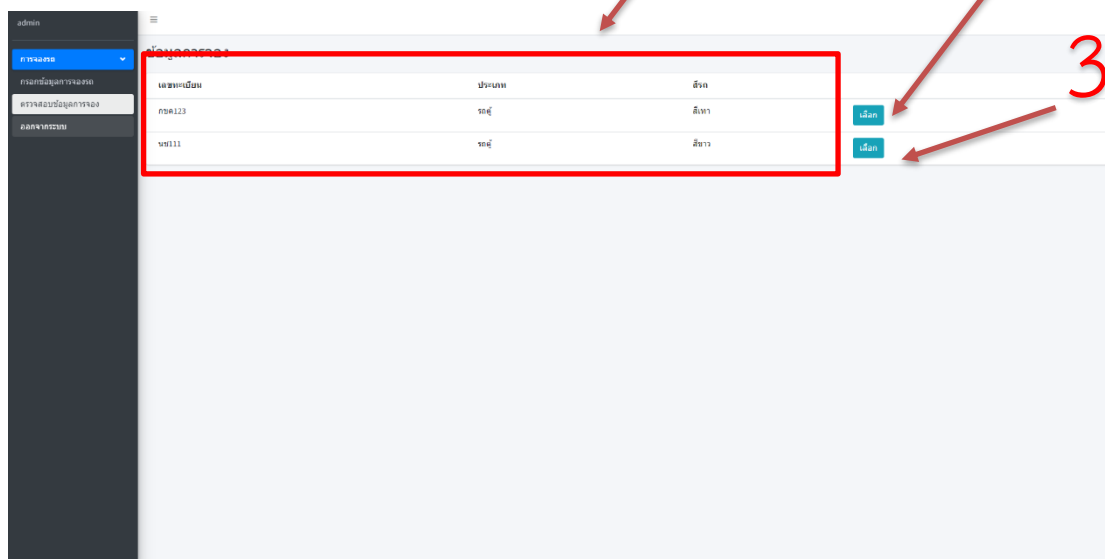 admin
การจองรถ
กรอกข้อมูลการจองรถ
ตรวจสอบข้อมูลการจอง
ออกจากระบบ
ข้อมูลการจอง
เลขทะเบียน ประเภท สีรถ
กขค123 รถตู้ สีเทา เลือก
นช111 รถตู้ สีขาว เลือก
3